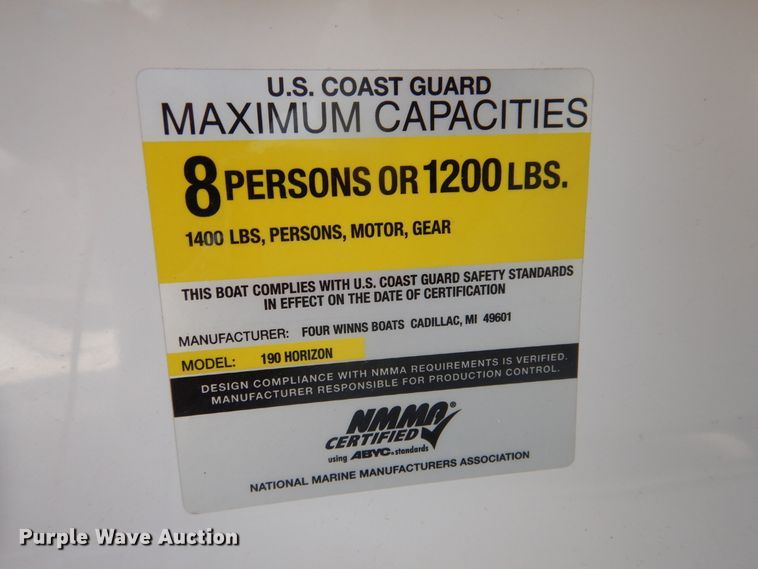 U.S. COAST GUARD
MAXIMUM CAPACITIES
8 PERSONS OR 1200 LBS.
1400 LBS, PERSONS, MOTOR, GEAR
THIS BOAT COMPLIES WITH U.S. COAST GUARD SAFETY STANDARDS
IN EFFECT ON THE DATE OF CERTIFICATION
MANUFACTURER: FOUR WINNS BOATS CADILLAC, MI 49601
MODEL: 190 HORIZON
DESIGN COMPLIANCE WITH NMMA REQUIREMENTS IS VERIFIED.
MANUFACTURER RESPONSIBLE FOR PRODUCTION CONTROL.
NMMA®
CERTIFIED
using ABYC® standards
NATIONAL MARINE MANUFACTURERS ASSOCIATION
Purple Wave Auction